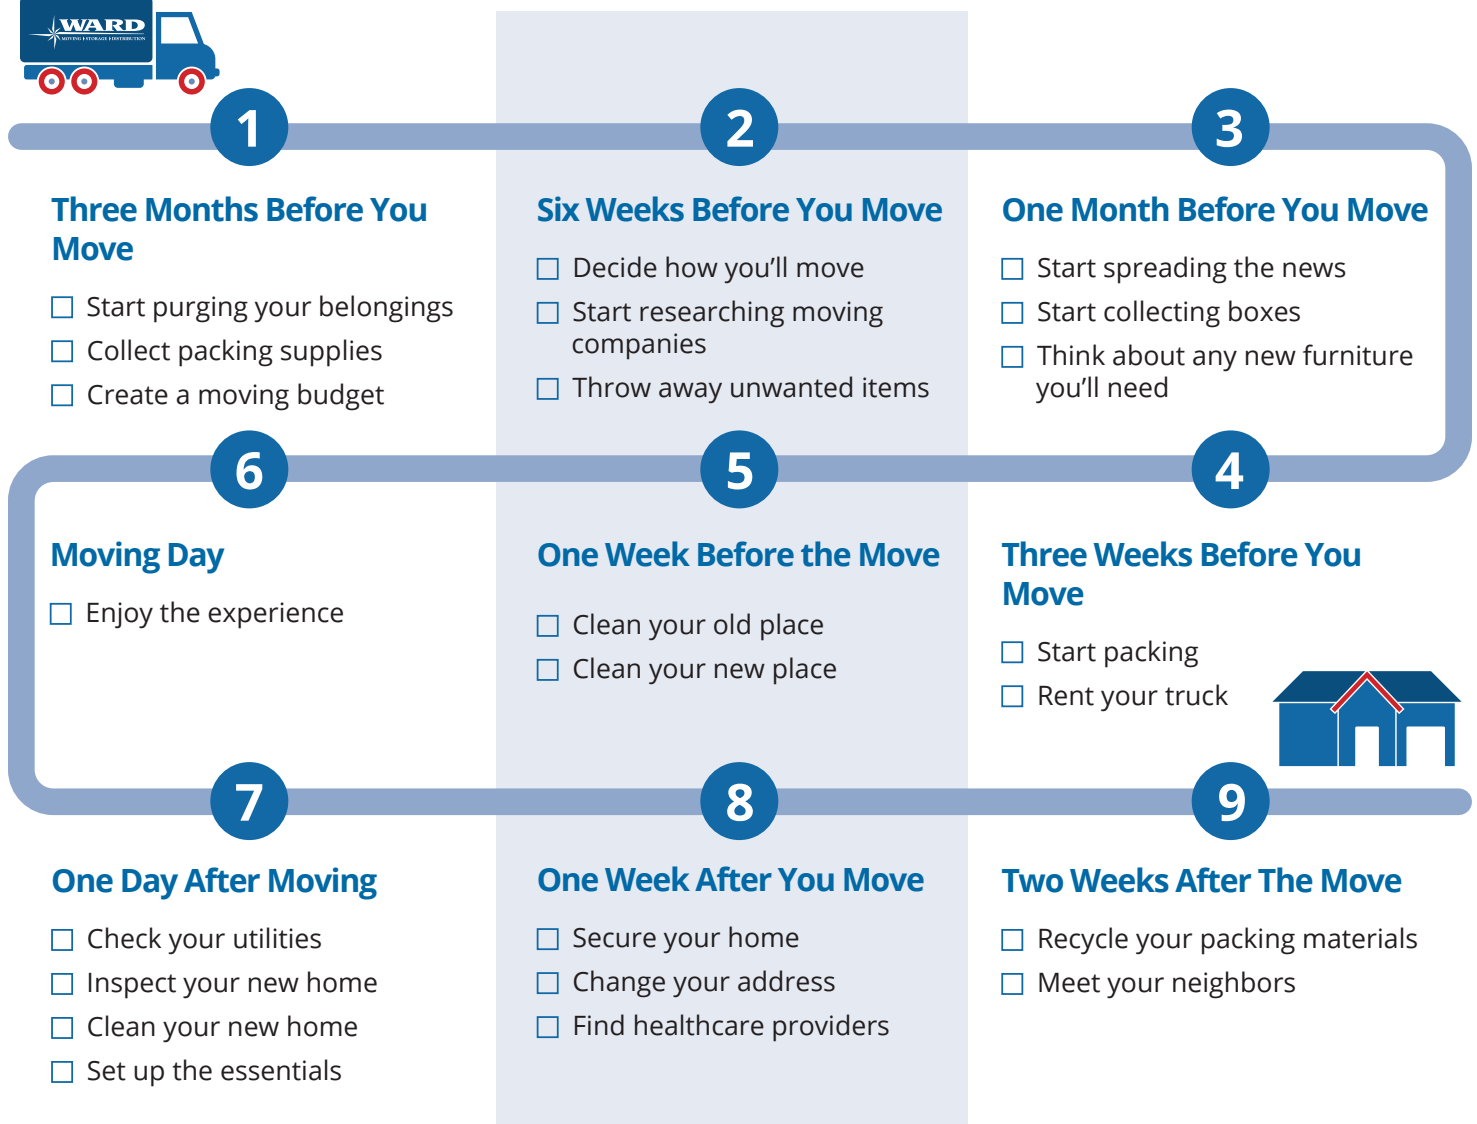 WARD
MOVING STORAGE DISTRIBUTION
1
2
3
Three Months Before You
Move
Start purging your belongings
Collect packing supplies
Create a moving budget
Six Weeks Before You Move
Decide how you'll move
Start researching moving
companies
Throw away unwanted items
One Month Before You Move
Start spreading the news
Start collecting boxes
Think about any new furniture
you'll need
4
Three Weeks Before You
Move
Start packing
Rent your truck
5
One Week Before the Move
Clean your old place
Clean your new place
6
Moving Day
Enjoy the experience
7
One Day After Moving
Check your utilities
Inspect your new home
Clean your new home
Set up the essentials
8
One Week After You Move
Secure your home
Change your address
Find healthcare providers
9
Two Weeks After The Move
Recycle your packing materials
Meet your neighbors